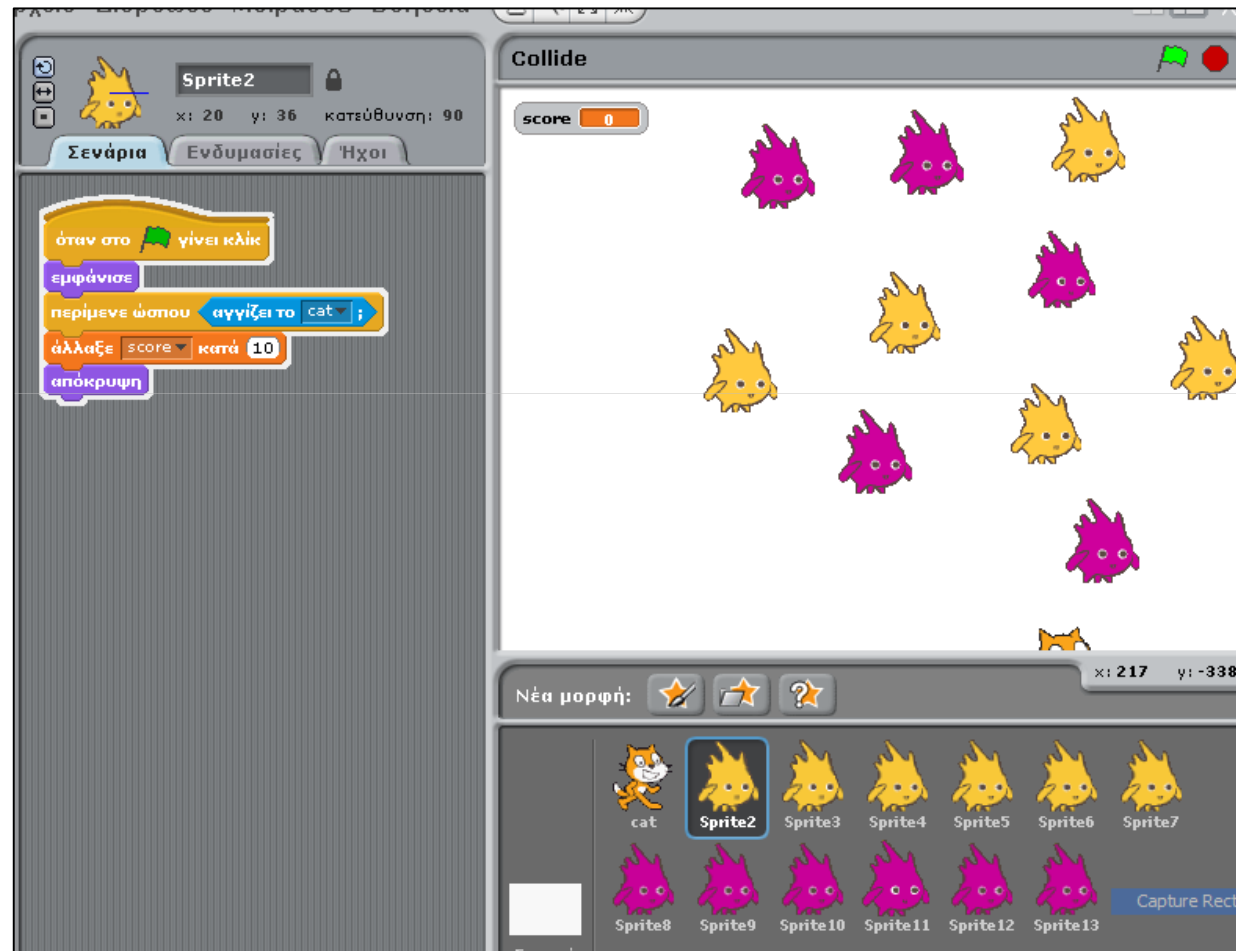 Sprite2
x: 20 y: 36 κατεύθυνση: 90
Σενάρια Ενδυμασίες Ήχοι
όταν στο γίνει κλίκ
εμφάνισε
περίμενε ώσπου αγγίζει το cat ;
άλλαξε score κατά 10
απόκρυψη
Collide
score 0
x: 217 y: -338
Νέα μορφή:
cat Sprite2 Sprite3 Sprite4 Sprite5 Sprite6 Sprite7
Sprite8 Sprite9 Sprite10 Sprite11 Sprite12 Sprite13
Capture Rect